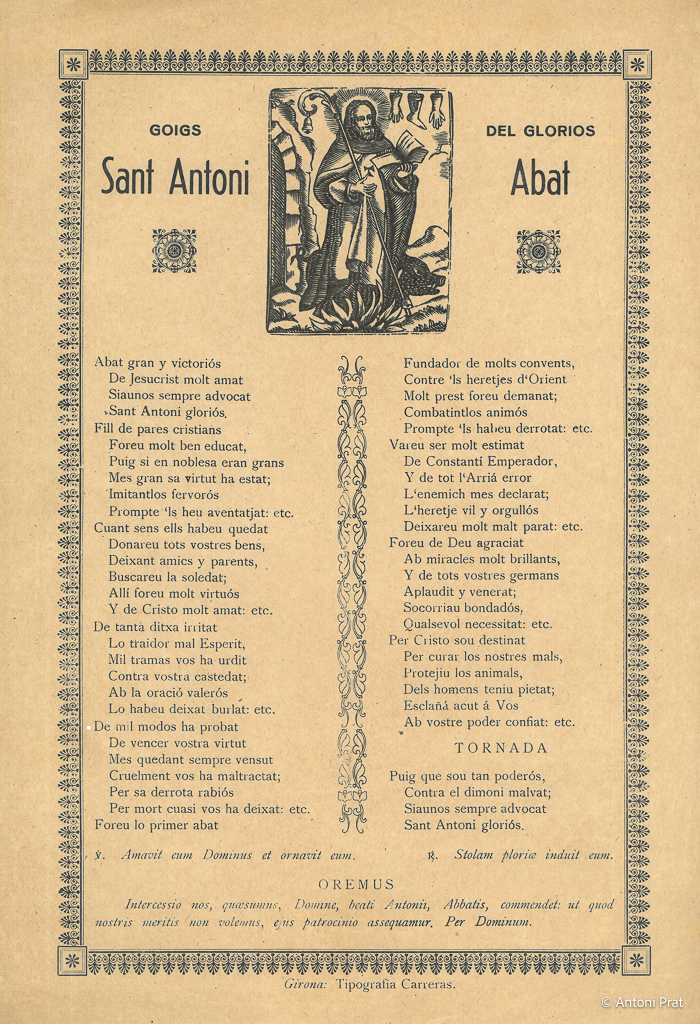 GOIGS
DEL GLORIOS
Sant Antoni
Abat
Abat gran y victoriós
De Jesucrist molt amat
Siaunos sempre advocat
Sant Antoni gloriós.
Fill de pares cristians
Foreu molt ben educat,
Puig si en noblesa eran grans
Mes gran sa virtut ha estat;
Imitantlos fervorós
Prompte 'ls heu aventatjat: etc.
Cuant sens ells habeu quedat
Donareu tots vostres bens,
Deixant amics y parents,
Buscareu la soledat;
Allí foreu molt virtuós
Y de Cristo molt amat: etc.
De tanta ditxa irritat
Lo traidor mal Esperit,
Mil tramas vos ha urdit
Contra vostra castedat;
Ab la oració valerós
Lo habeu deixat burlat: etc.
De mil modos ha probat
De vencer vostra virtut
Mes quedant sempre vensut
Cruelment vos ha maltractat;
Per sa derrota rabiós
Per mort cuasi vos ha deixat: etc.
Foreu lo primer abat
Fundador de molts convents,
Contre 'ls heretjes d'Orient
Molt prest foreu demanat;
Combatintlos animós
Prompte 'ls habeu derrotat: etc.
Vareu ser molt estimat
De Constantí Emperador,
Y de tot l'Arriá error
L'enemich mes declarat;
L'heretje vil y orgullós
Deixareu molt malt parat: etc.
Foreu de Deu agraciat
Ab miracles molt brillants,
Y de tots vostres germans
Aplaudit y venerat;
Socorriau bondadós,
Qualsevol necessitat: etc.
Per Cristo sou destinat
Per curar los nostres mals,
Protejiu los animals,
Dels homens teniu pietat;
Esclañá acut á Vos
Ab vostre poder confiat: etc.
TORNADA
Puig que sou tan poderós,
Contra el dimoni malvat;
Siaunos sempre advocat
Sant Antoni gloriós.
℣. Amavit eum Dominus et ornavit eum.
℟. Stolam ploriæ induit eum.
OREMUS
Intercessio nos, quæsumus, Domine, beati Antonii, Abbatis, commendet: ut quod
nostris meritis non volemus, ejus patrocinio assequamur. Per Dominum.
Girona: Tipografia Carreras.
© Antoni Prat